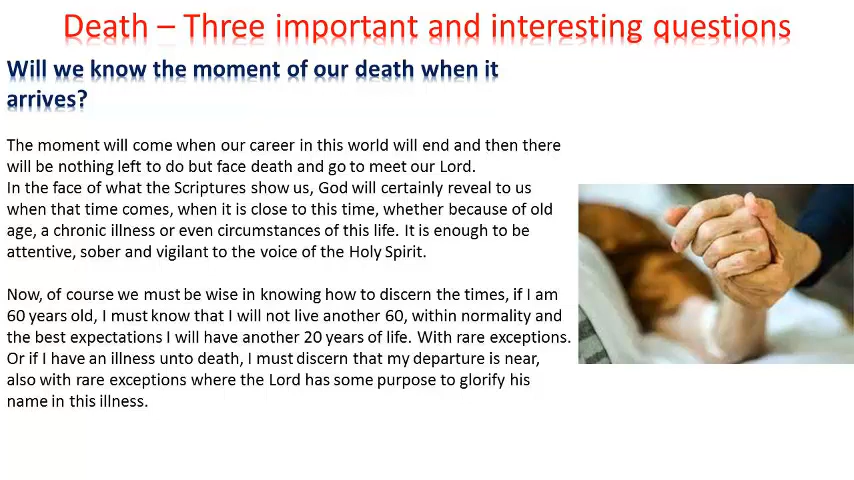 Death – Three important and interesting questions
Will we know the moment of our death when it
arrives?
The moment will come when our career in this world will end and then there
will be nothing left to do but face death and go to meet our Lord.
In the face of what the Scriptures show us, God will certainly reveal to us
when that time comes, when it is close to this time, whether because of old
age, a chronic illness or even circumstances of this life. It is enough to be
attentive, sober and vigilant to the voice of the Holy Spirit.
Now, of course we must be wise in knowing how to discern the times, if I am
60 years old, I must know that I will not live another 60, within normality and
the best expectations I will have another 20 years of life. With rare exceptions.
Or if I have an illness unto death, I must discern that my departure is near,
also with rare exceptions where the Lord has some purpose to glorify his
name in this illness.